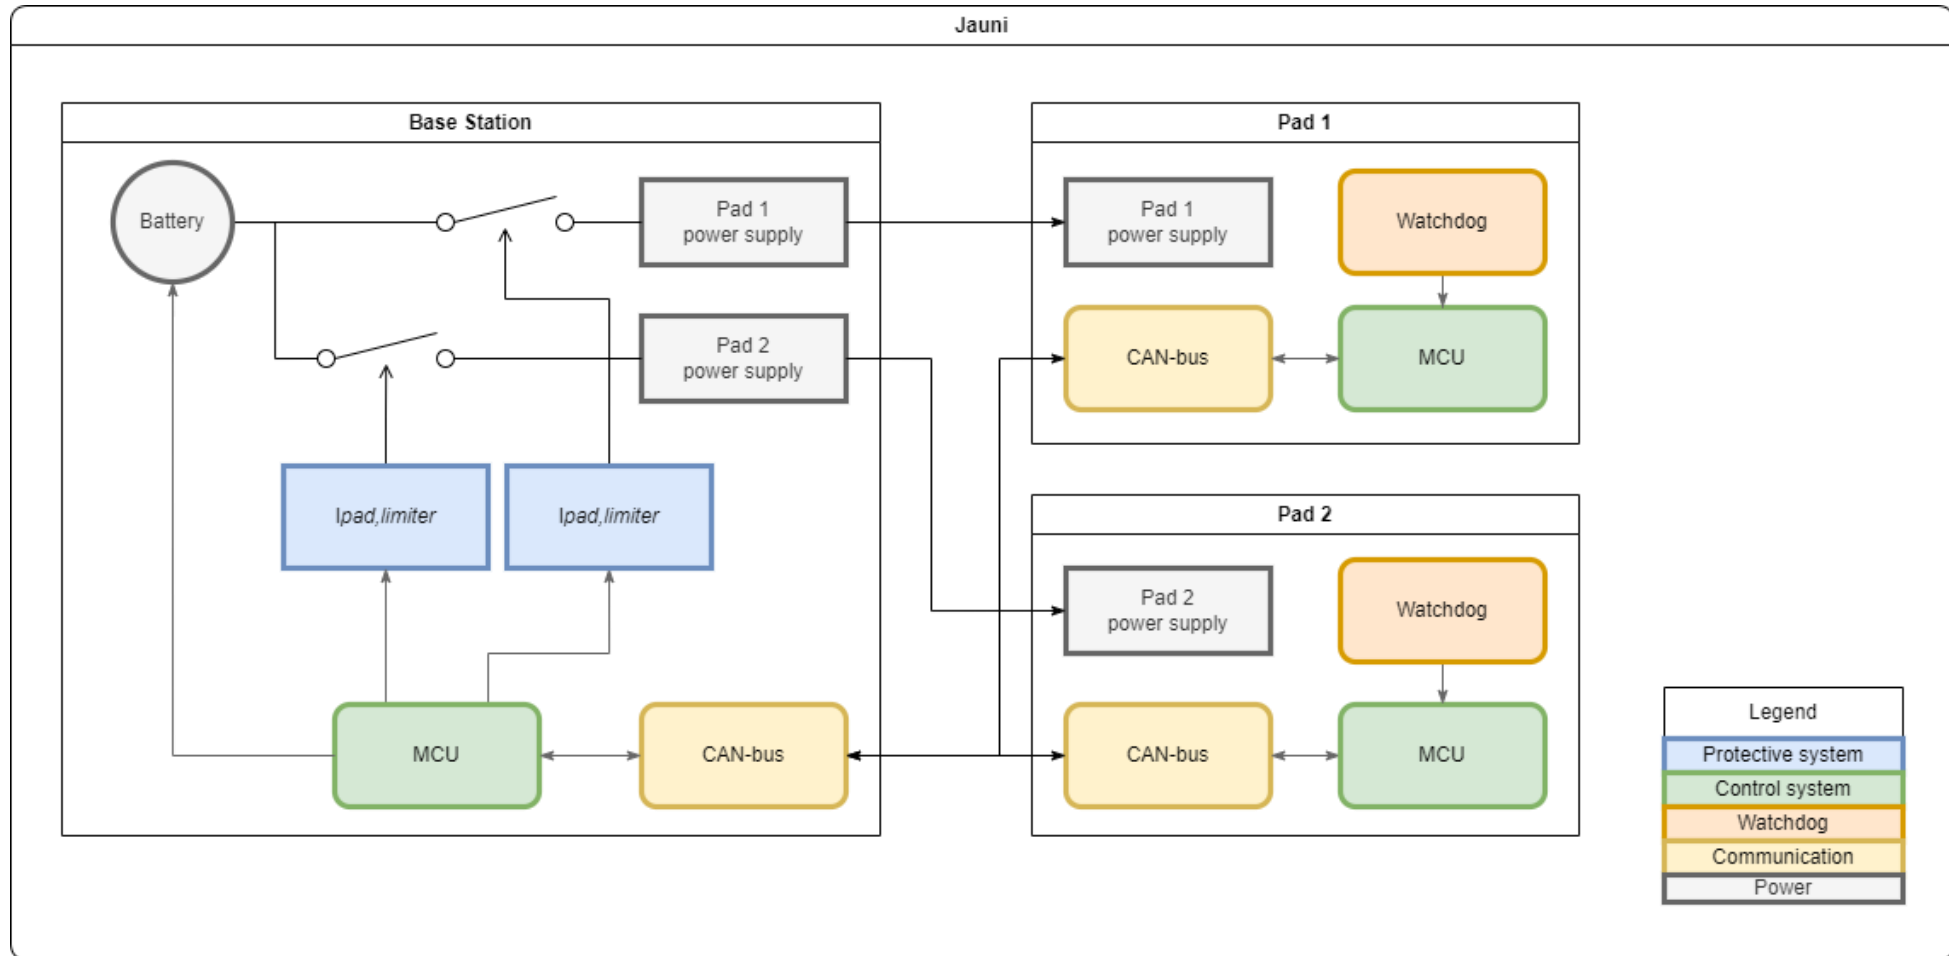 Jauni
Base Station
Battery
Pad 1
power supply
Pad 2
power supply
Ipad,limiter
Ipad,limiter
MCU
CAN-bus
Pad 1
Pad 1
power supply
Watchdog
CAN-bus
MCU
Pad 2
Pad 2
power supply
Watchdog
CAN-bus
MCU
Legend
Protective system
Control system
Watchdog
Communication
Power